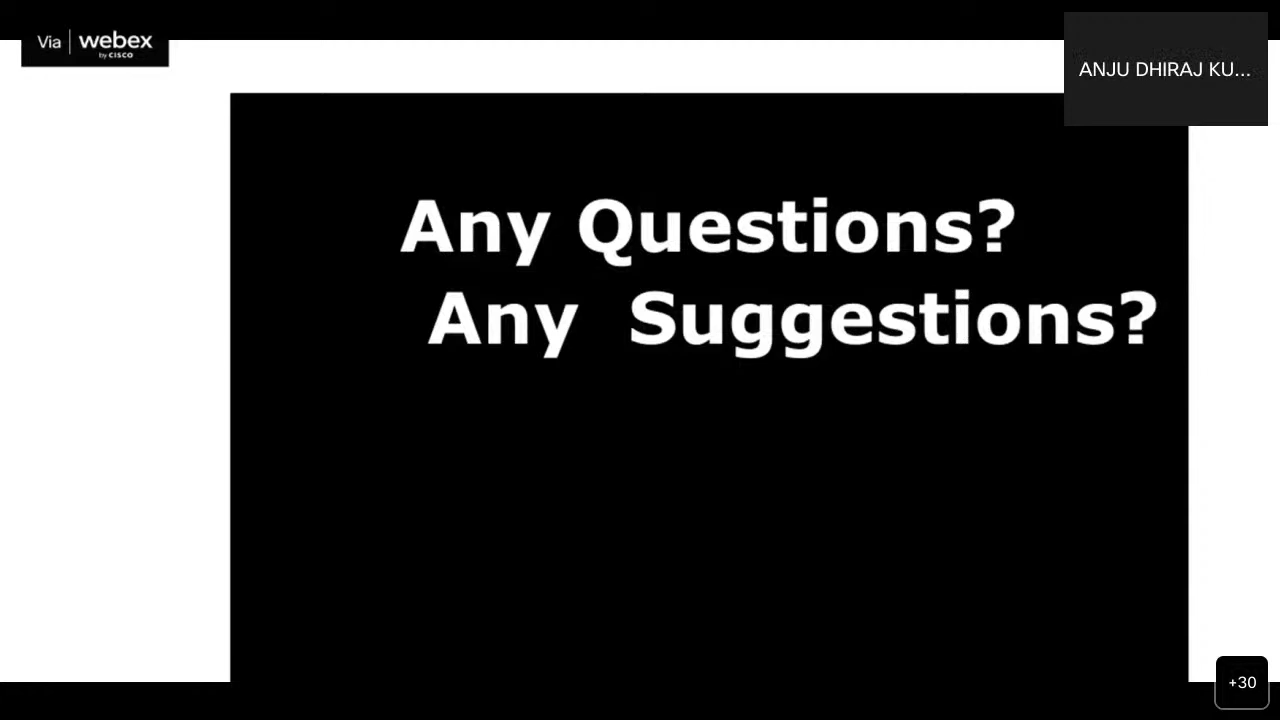 Via webex
by CISCO
ANJU DHIRAJ KU...
Any Questions?
Any Suggestions?
+30